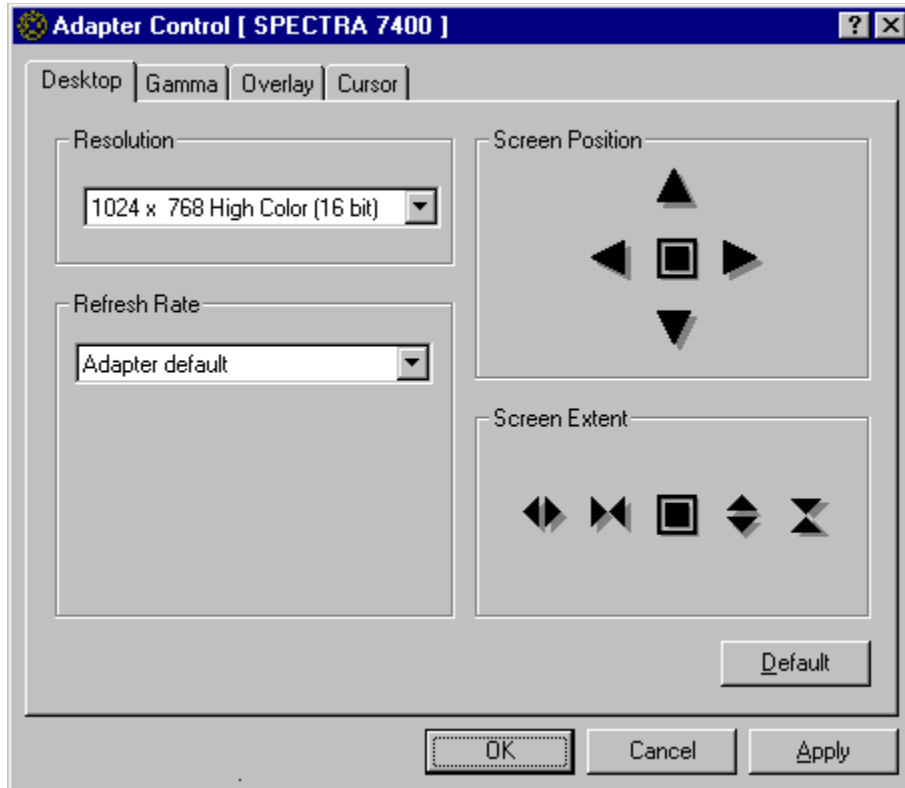 Adapter Control [ SPECTRA 7400 ]
?
Desktop Gamma Overlay Cursor
Resolution
1024 x 768 High Color (16 bit)
Refresh Rate
Adapter default
Screen Position
Screen Extent
Default
OK Cancel Apply